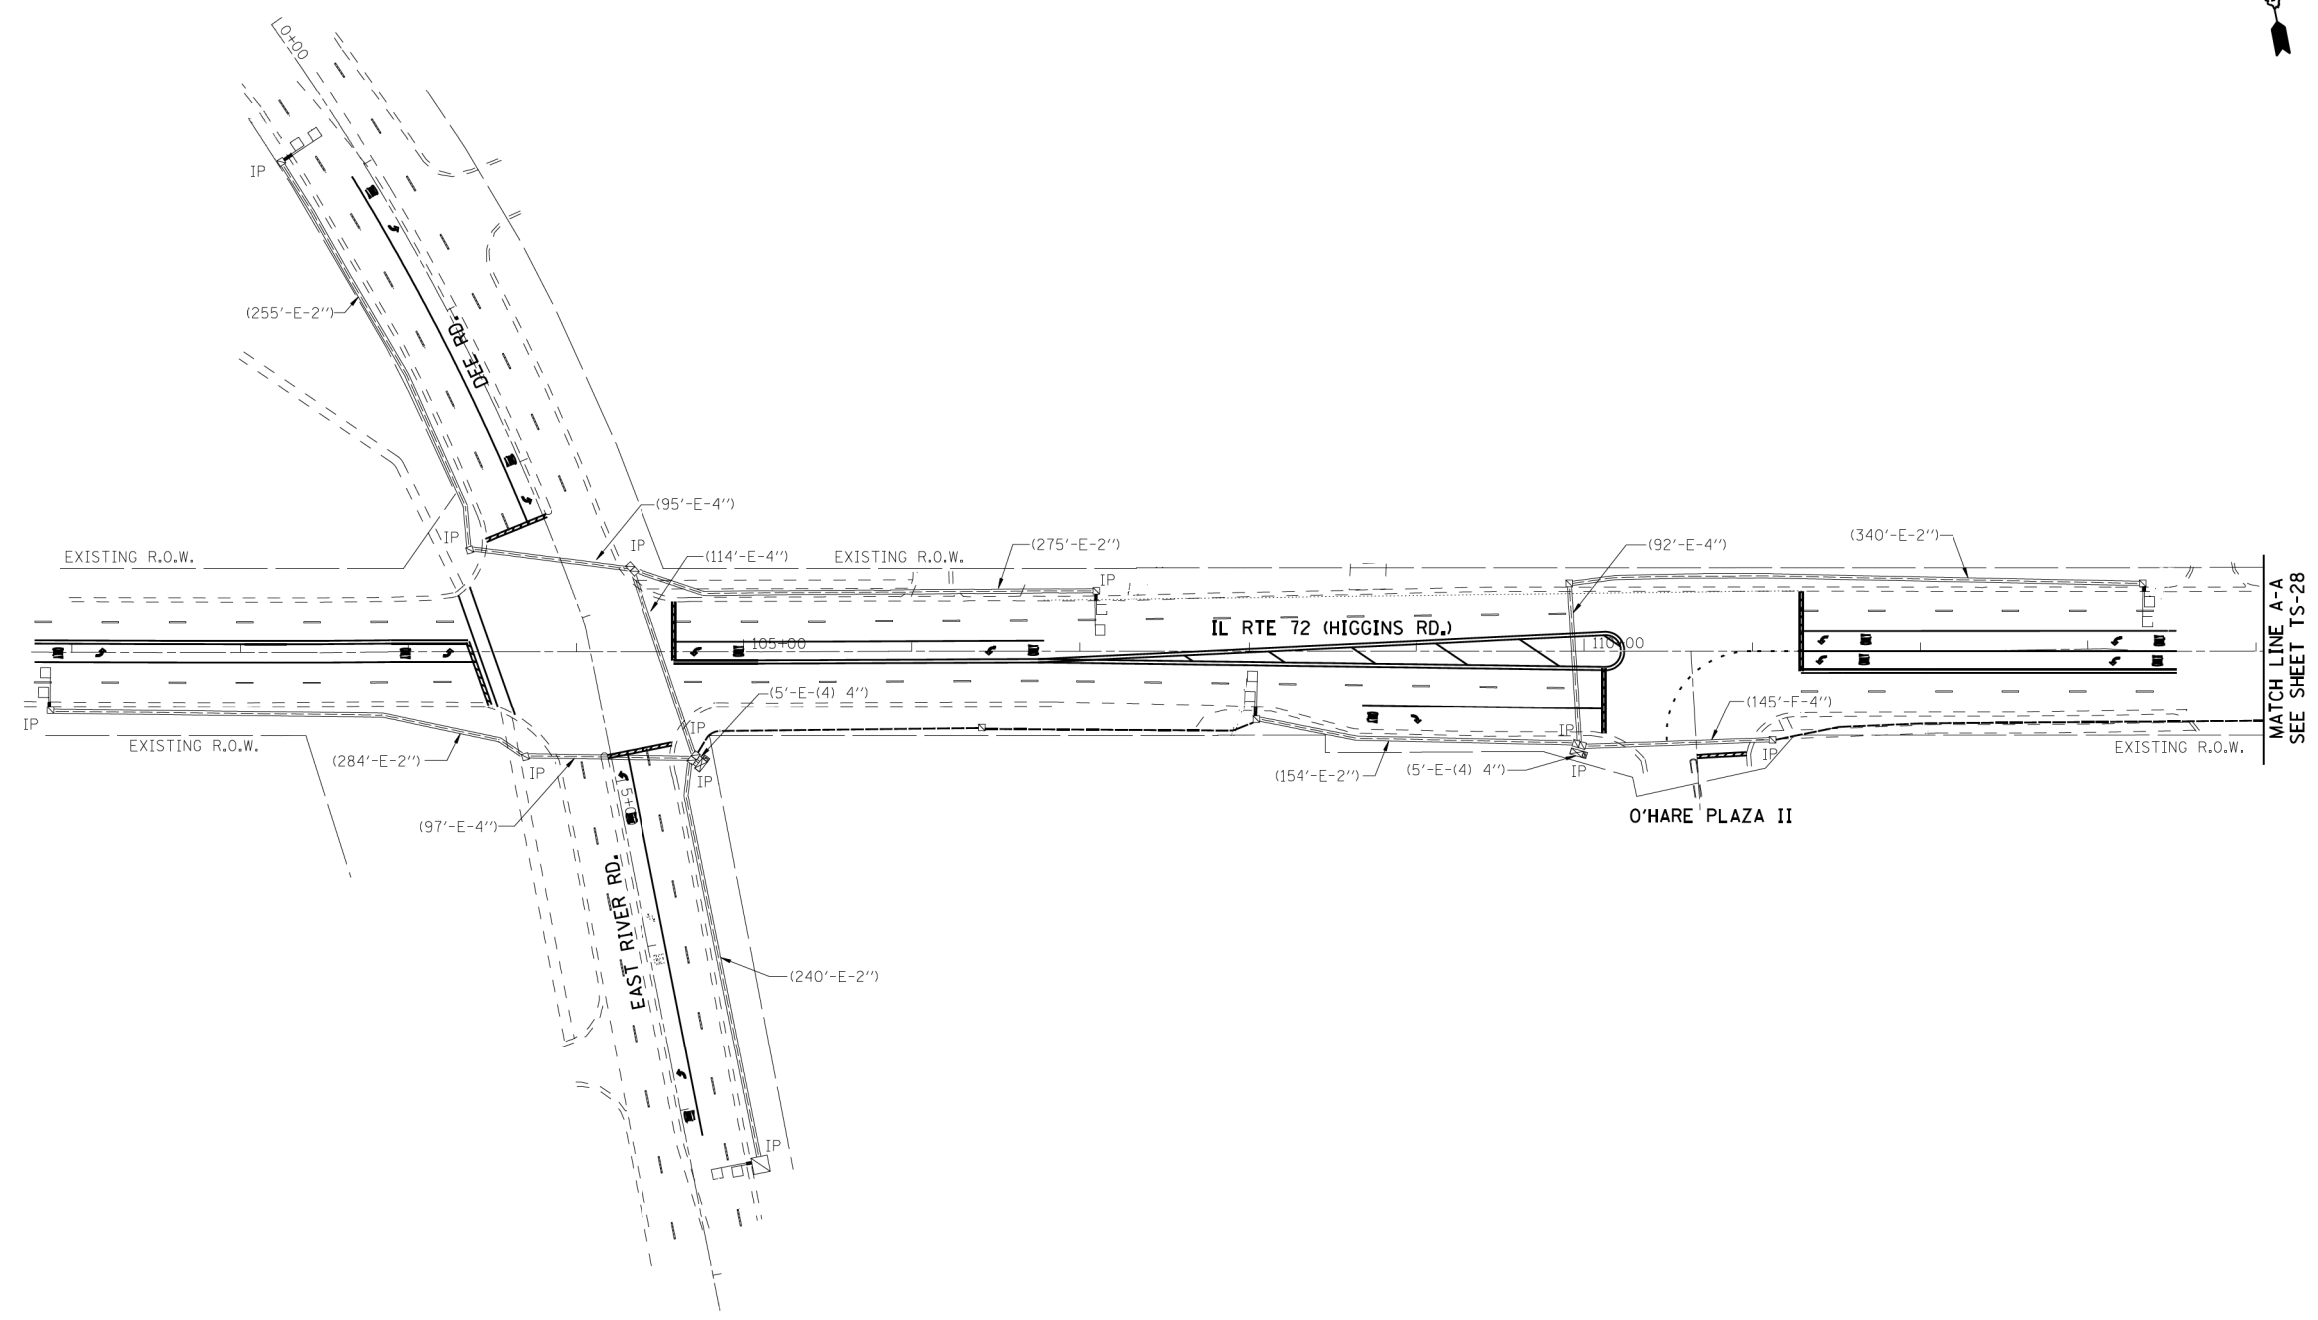 0+00
IP
(255'-E-2")
DEE RD.
(95'-E-4")
IP
IP
EXISTING R.O.W.
(114'-E-4")
EXISTING R.O.W.
(275'-E-2")
IP
(92'-E-4")
(340'-E-2")
IL RTE 72 (HIGGINS RD.)
105+00
110+00
MATCH LINE A-A
SEE SHEET TS-28
(5'-E-(4) 4")
(145'-E-4")
IP
IP
IP
EXISTING R.O.W.
(284'-E-2")
IP
IP
(154'-E-2")
(5'-E-(4) 4")
IP
IP
EXISTING R.O.W.
(97'-E-4")
O'HARE PLAZA II
EAST RIVER RD.
(240'-E-2")
IP